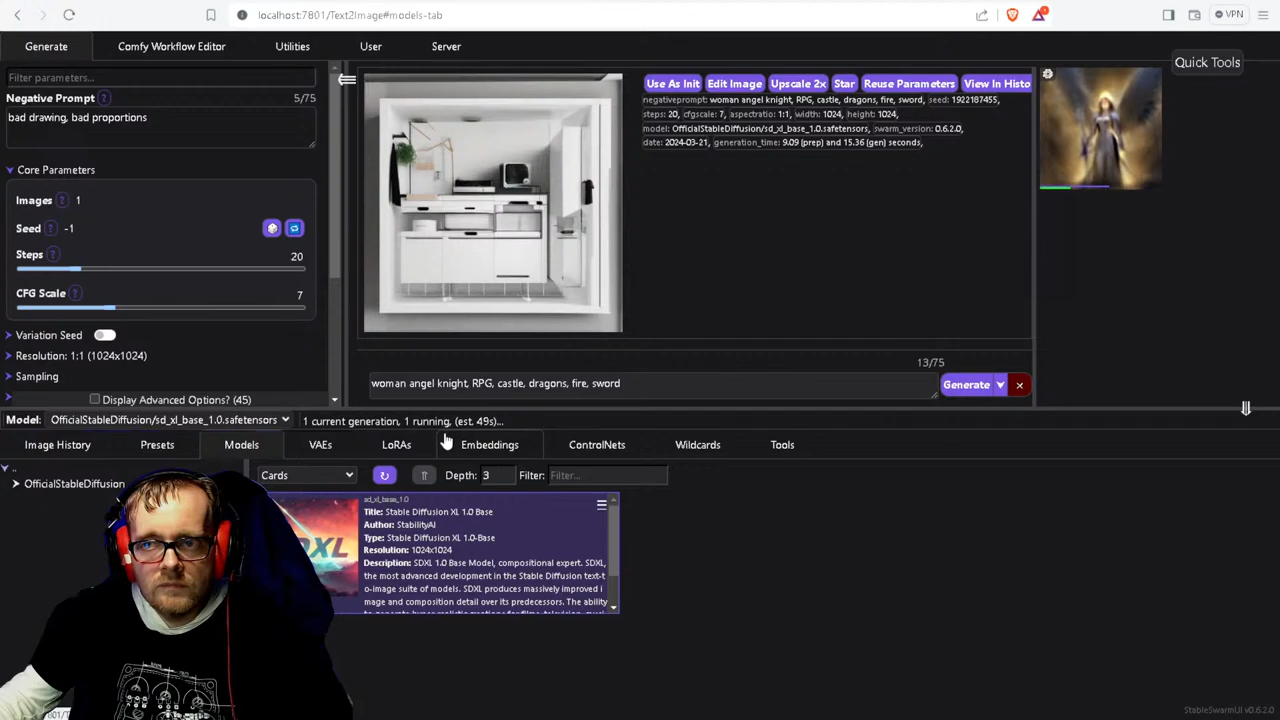 localhost:7801/Text2Image#models-tab
VPN
Generate
Comfy Workflow Editor
Utilities
User
Server
Quick Tools
Filter parameters...
Negative Prompt ? 5/75
bad drawing, bad proportions
Core Parameters
Images ? 1
Seed ? -1
Steps ? 20
CFG Scale ? 7
Variation Seed
Resolution: 1:1 (1024x1024)
Sampling
Display Advanced Options? (45)
Use As Init
Edit Image
Upscale 2x
Star
Reuse Parameters
View In Histo
negativeprompt: woman angel knight, RPG, castle, dragons, fire, sword, seed: 1922187455,
steps: 20, cfgscale: 7, aspectratio: 1:1, width: 1024, height: 1024,
model: OfficialStableDiffusion/sd_xl_base_1.0.safetensors, swarm_version: 0.6.2.0,
date: 2024-03-21, generation_time: 9.09 (prep) and 15.36 (gen) seconds,
13/75
woman angel knight, RPG, castle, dragons, fire, sword
Generate
Model: OfficialStableDiffusion/sd_xl_base_1.0.safetensors
1 current generation, 1 running, (est. 49s)...
Image History
Presets
Models
VAEs
LoRAs
Embeddings
ControlNets
Wildcards
Tools
..
OfficialStableDiffusion
Cards
Depth: 3
Filter: Filter...
SDXL
sd_xl_base_1.0
Title: Stable Diffusion XL 1.0 Base
Author: StabilityAI
Type: Stable Diffusion XL 1.0-Base
Resolution: 1024x1024
Description: SDXL 1.0 Base Model, compositional expert. SDXL,
the most advanced development in the Stable Diffusion text-t
o-image suite of models. SDXL produces massively improved i
mage and composition detail over its predecessors. The ability
StableSwarmUI v0.6.2.0